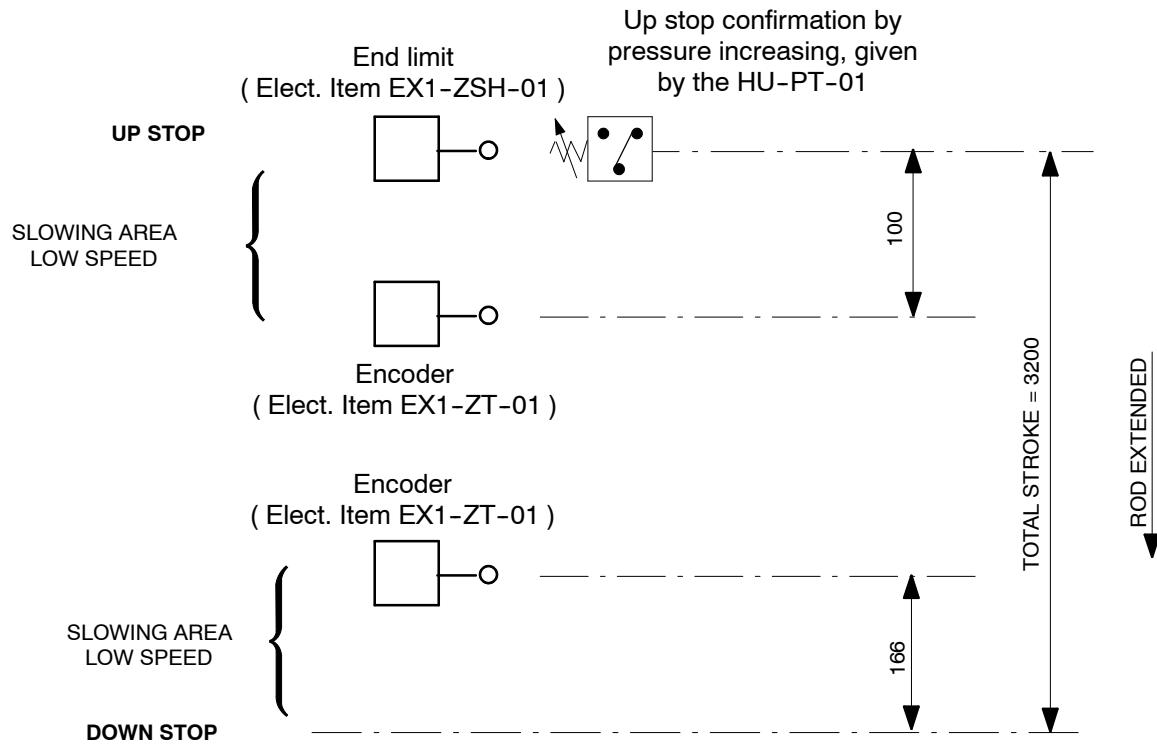 Up stop confirmation by
pressure increasing, given
by the HU-PT-01
End limit
( Elect. Item EX1-ZSH-01 )
UP STOP
SLOWING AREA
LOW SPEED
100
Encoder
( Elect. Item EX1-ZT-01 )
TOTAL STROKE = 3200
ROD EXTENDED
Encoder
( Elect. Item EX1-ZT-01 )
SLOWING AREA
LOW SPEED
166
DOWN STOP